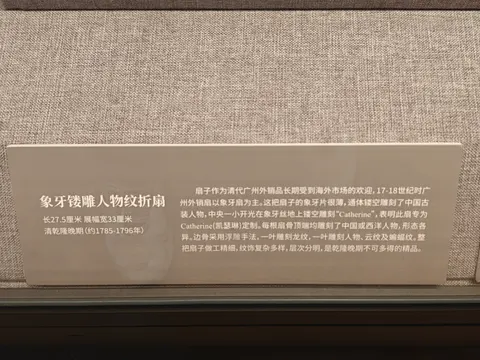 象牙镂雕人物纹折扇
长27.5厘米 展幅宽33厘米
清乾隆晚期（约1785-1796年）
扇子作为清代广州外销品长期受到海外市场的欢迎，17-18世纪时广
州外销扇以象牙扇为主。这把扇子的象牙片很薄，通体镂空雕刻了中国古
装人物，中央一小开光在象牙丝地上镂空雕刻“Catherine”，表明此扇专为
Catherine(凯瑟琳)定制。每根扇骨顶端均雕刻了中国或西洋人物，形态各
异。边骨采用浮雕手法，一叶雕刻龙纹，一叶雕刻人物、云纹及蝙蝠纹。整
把扇子做工精细，纹饰复杂多样，层次分明，是乾隆晚期不可多得的精品。